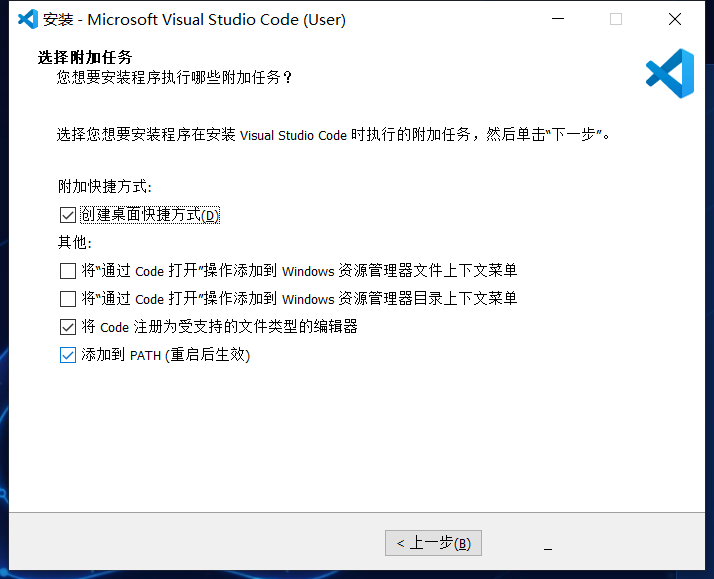 安装 - Microsoft Visual Studio Code (User)
选择附加任务
您想要安装程序执行哪些附加任务？
选择您想要安装程序在安装 Visual Studio Code 时执行的附加任务，然后单击“下一步”。
附加快捷方式:
创建桌面快捷方式(D)
其他:
将“通过 Code 打开”操作添加到 Windows 资源管理器文件上下文菜单
将“通过 Code 打开”操作添加到 Windows 资源管理器目录上下文菜单
将 Code 注册为受支持的文件类型的编辑器
添加到 PATH (重启后生效)
< 上一步(B)